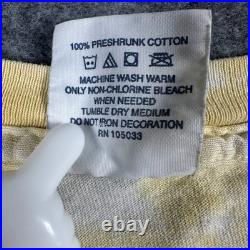 100% PRESHRUNK COTTON
MACHINE WASH WARM
ONLY NON-CHLORINE BLEACH
WHEN NEEDED
TUMBLE DRY MEDIUM
DO NOT IRON DECORATION
RN 105033